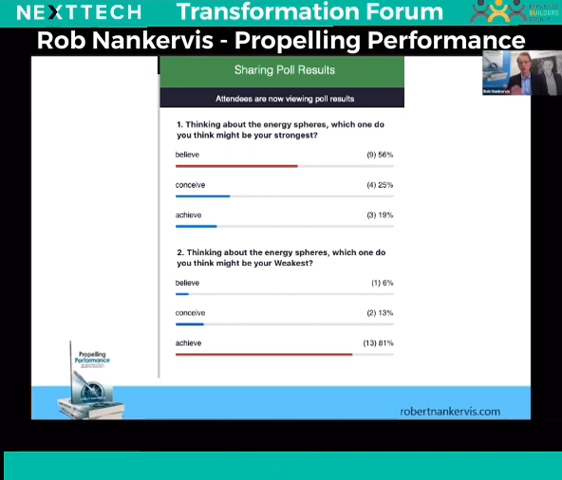 NEXTTECH Transformation Forum
Rob Nankervis - Propelling Performance
Sharing Poll Results
Attendees are now viewing poll results
1. Thinking about the energy spheres, which one do
you think might be your strongest?
believe (9) 56%
conceive (4) 25%
achieve (3) 19%
2. Thinking about the energy spheres, which one do
you think might be your Weakest?
believe (1) 6%
conceive (2) 13%
achieve (13) 81%
Propelling
Performance
robertnankervis.com
Rob Nankervis
BUILDERS